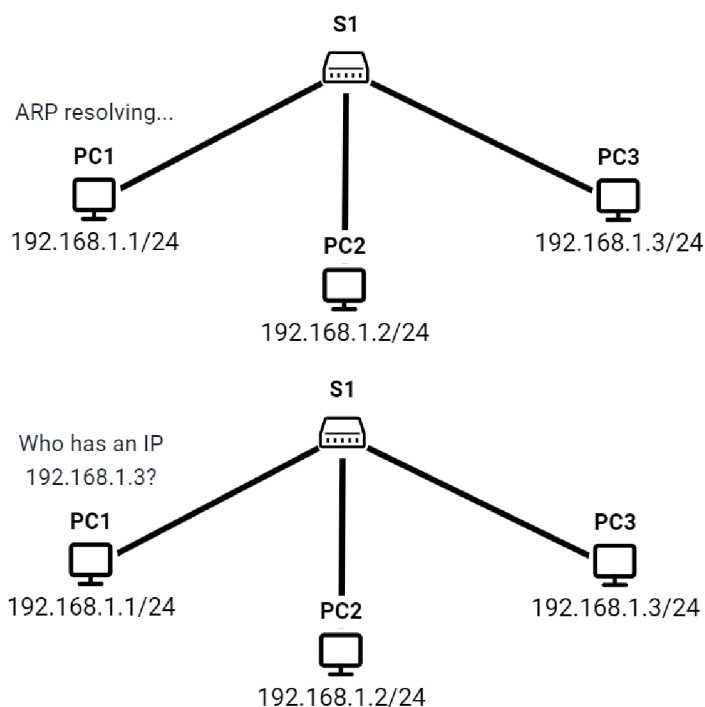 S1
ARP resolving...
PC1
PC3
192.168.1.1/24
192.168.1.3/24
PC2
192.168.1.2/24
S1
Who has an IP
192.168.1.3?
PC1
PC3
192.168.1.1/24
192.168.1.3/24
PC2
192.168.1.2/24